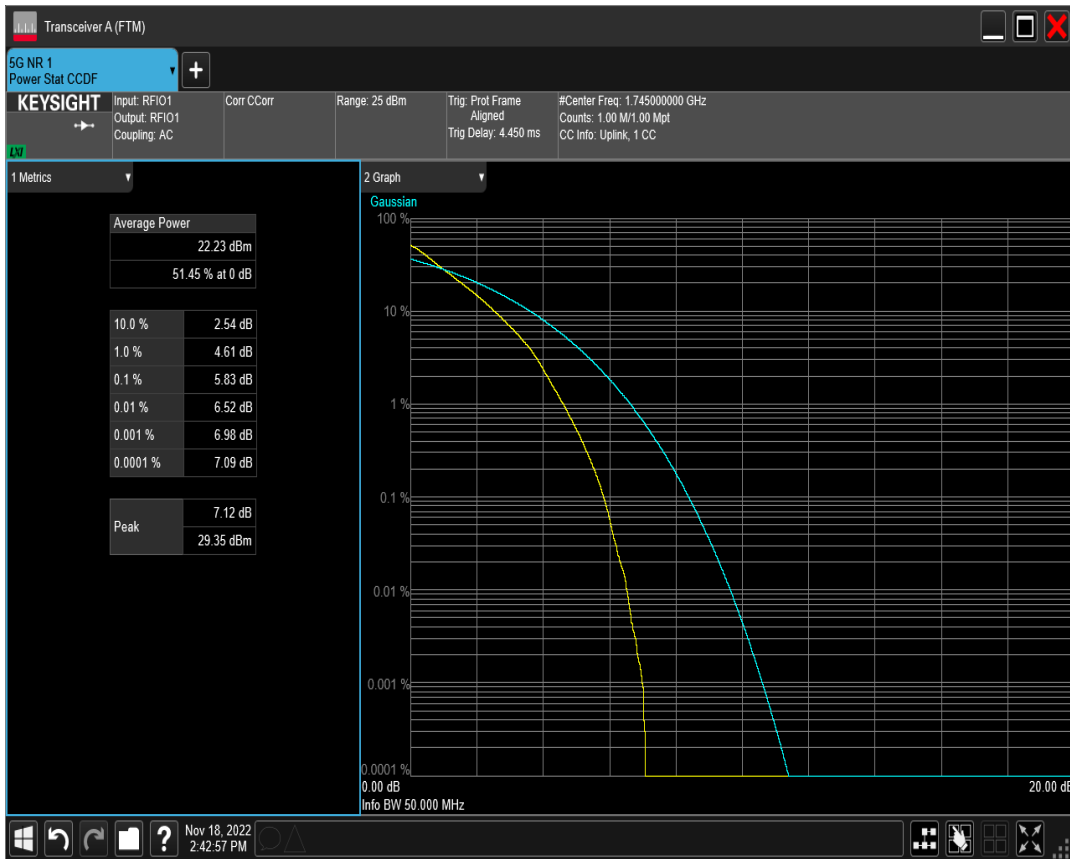 Transceiver A (FTM)
5G NR 1
Power Stat CCDF
+
KEYSIGHT
LXI
Input: RFIO1
Output: RFIO1
Coupling: AC
Corr CCorr
Range: 25 dBm
Trig: Prot Frame
Aligned
Trig Delay: 4.450 ms
#Center Freq: 1.745000000 GHz
Counts: 1.00 M/1.00 Mpt
CC Info: Uplink, 1 CC
1 Metrics
Average Power
22.23 dBm
51.45 % at 0 dB
10.0 % 2.54 dB
1.0 % 4.61 dB
0.1 % 5.83 dB
0.01 % 6.52 dB
0.001 % 6.98 dB
0.0001 % 7.09 dB
Peak 7.12 dB
29.35 dBm
2 Graph
Gaussian
100 %
10 %
1 %
0.1 %
0.01 %
0.001 %
0.0001 %
0.00 dB 20.00 dB
Info BW 50.000 MHz
? Nov 18, 2022
2:42:57 PM